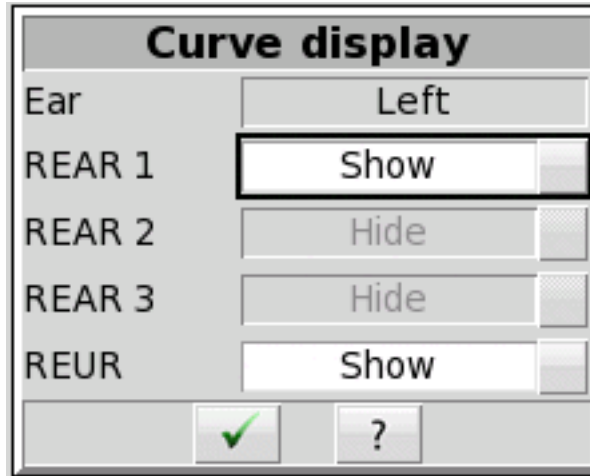 Curve display
Ear Left
REAR 1 Show
REAR 2 Hide
REAR 3 Hide
REUR Show
?